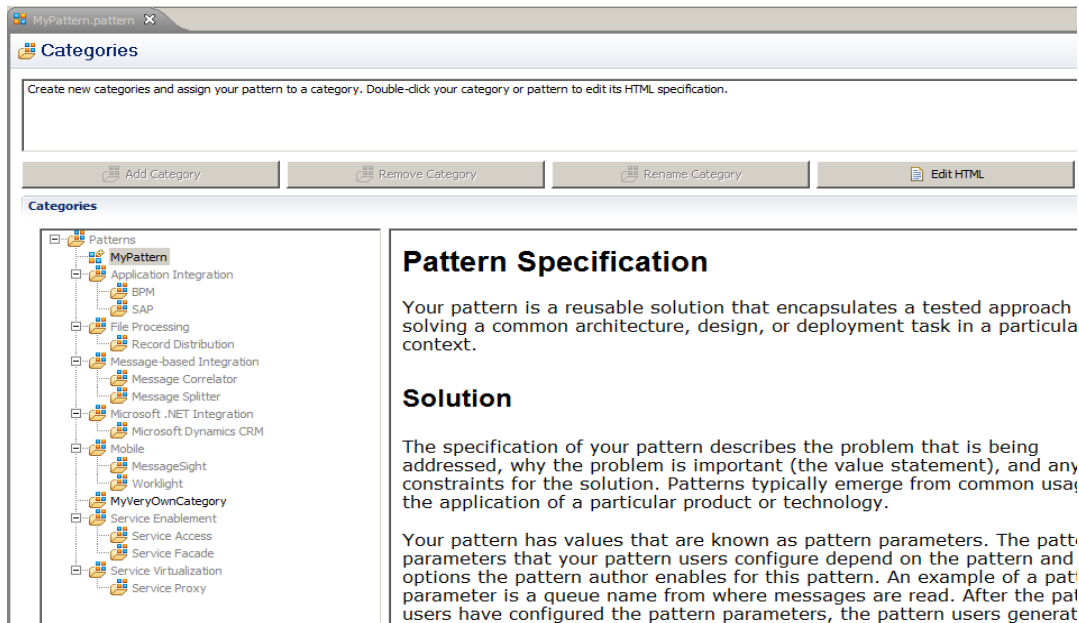 MyPattern.pattern
Categories
Create new categories and assign your pattern to a category. Double-click your category or pattern to edit its HTML specification.
Add Category
Remove Category
Rename Category
Edit HTML
Categories
Patterns
MyPattern
Application Integration
BPM
SAP
File Processing
Record Distribution
Message-based Integration
Message Correlator
Message Splitter
Microsoft .NET Integration
Microsoft Dynamics CRM
Mobile
MessageSight
Worklight
MyVeryOwnCategory
Service Enablement
Service Access
Service Facade
Service Virtualization
Service Proxy
Pattern Specification
Your pattern is a reusable solution that encapsulates a tested approach
solving a common architecture, design, or deployment task in a particula
context.
Solution
The specification of your pattern describes the problem that is being
addressed, why the problem is important (the value statement), and any
constraints for the solution. Patterns typically emerge from common usag
the application of a particular product or technology.
Your pattern has values that are known as pattern parameters. The patt
parameters that your pattern users configure depend on the pattern and
options the pattern author enables for this pattern. An example of a pat
parameter is a queue name from where messages are read. After the pat
users have configured the pattern parameters, the pattern users generat